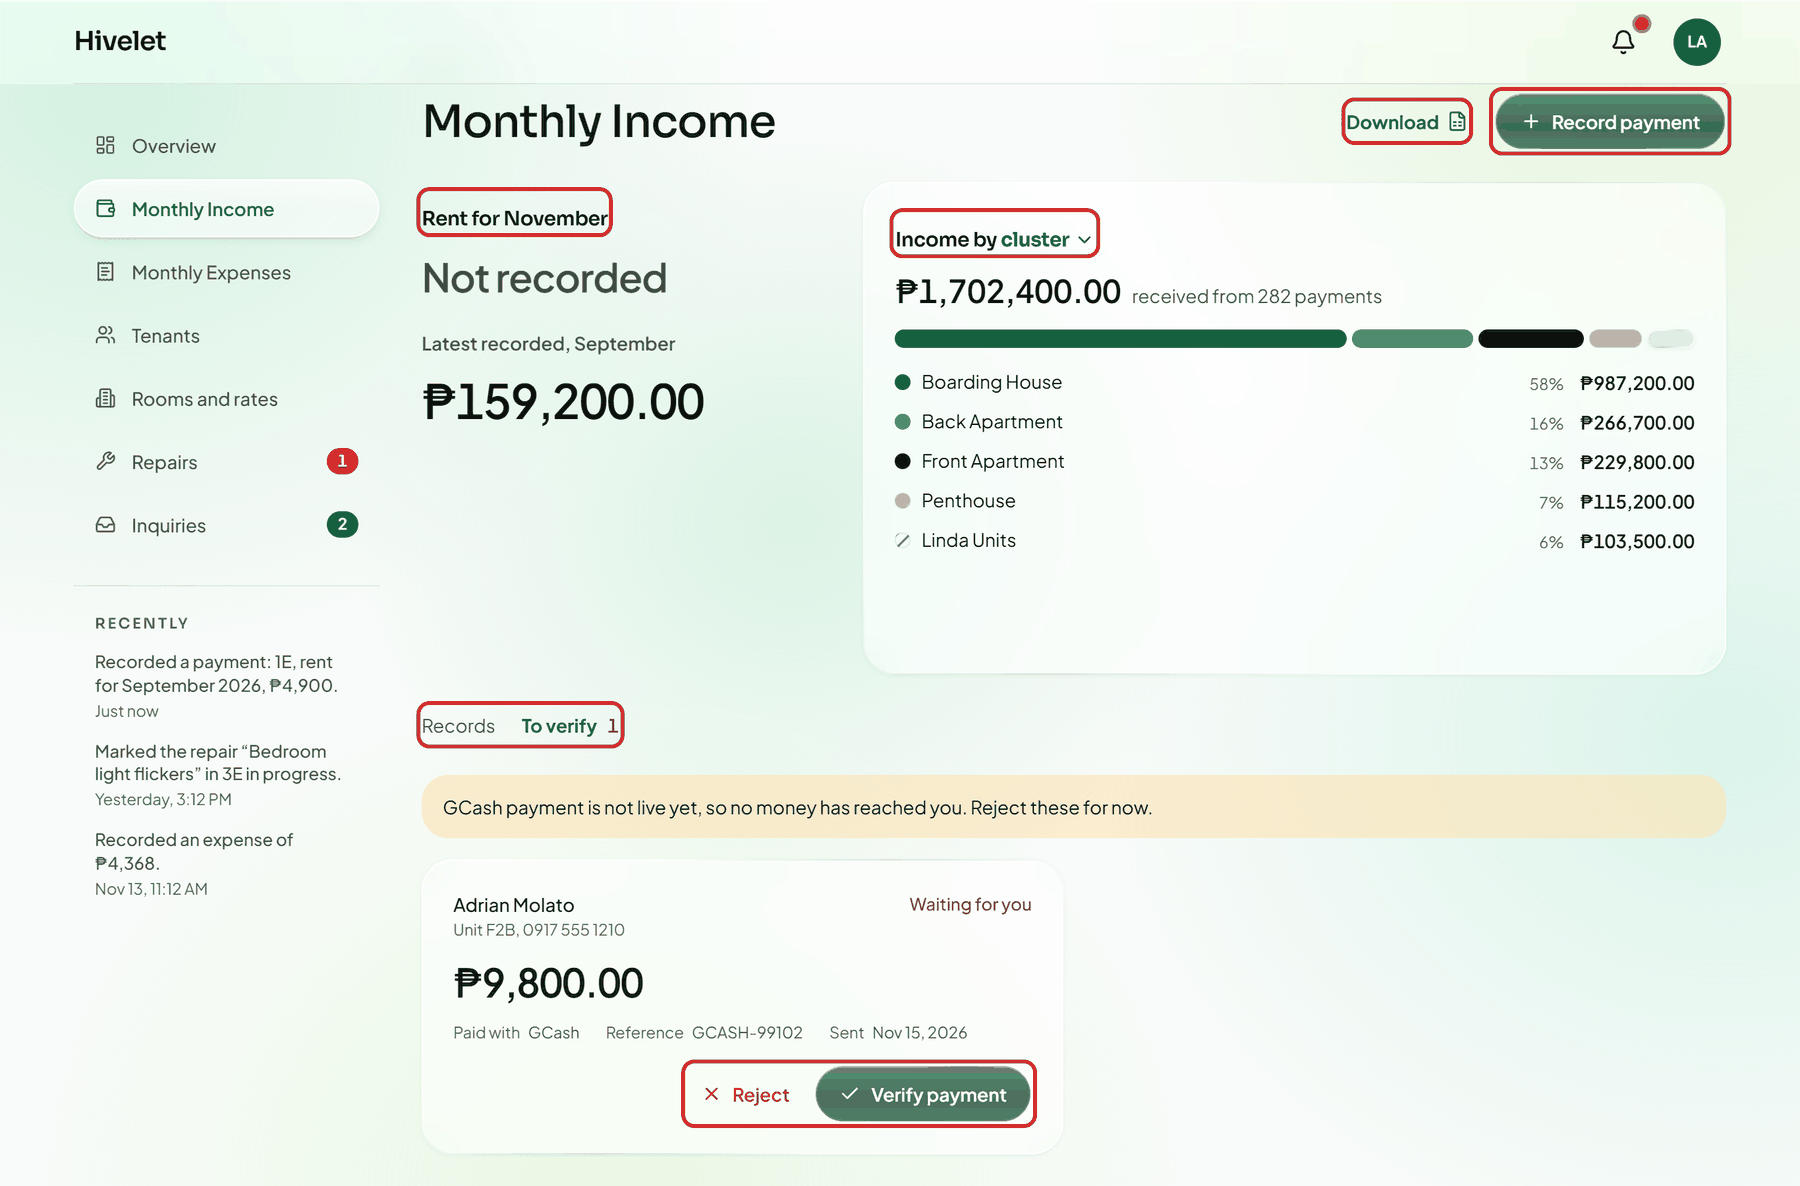 Hivelet
LA
Overview
Monthly Income
Monthly Expenses
Tenants
Rooms and rates
Repairs 1
Inquiries 2
RECENTLY
Recorded a payment: 1E, rent
for September 2026, ₱4,900.
Just now
Marked the repair “Bedroom
light flickers” in 3E in progress.
Yesterday, 3:12 PM
Recorded an expense of
₱4,368.
Nov 13, 11:12 AM
Monthly Income
Download
+ Record payment
Rent for November
Not recorded
Latest recorded, September
₱159,200.00
Income by cluster
₱1,702,400.00 received from 282 payments
Boarding House 58% ₱987,200.00
Back Apartment 16% ₱266,700.00
Front Apartment 13% ₱229,800.00
Penthouse 7% ₱115,200.00
Linda Units 6% ₱103,500.00
Records To verify 1
GCash payment is not live yet, so no money has reached you. Reject these for now.
Adrian Molato Waiting for you
Unit F2B, 0917 555 1210
₱9,800.00
Paid with GCash Reference GCASH-99102 Sent Nov 15, 2026
Reject Verify payment